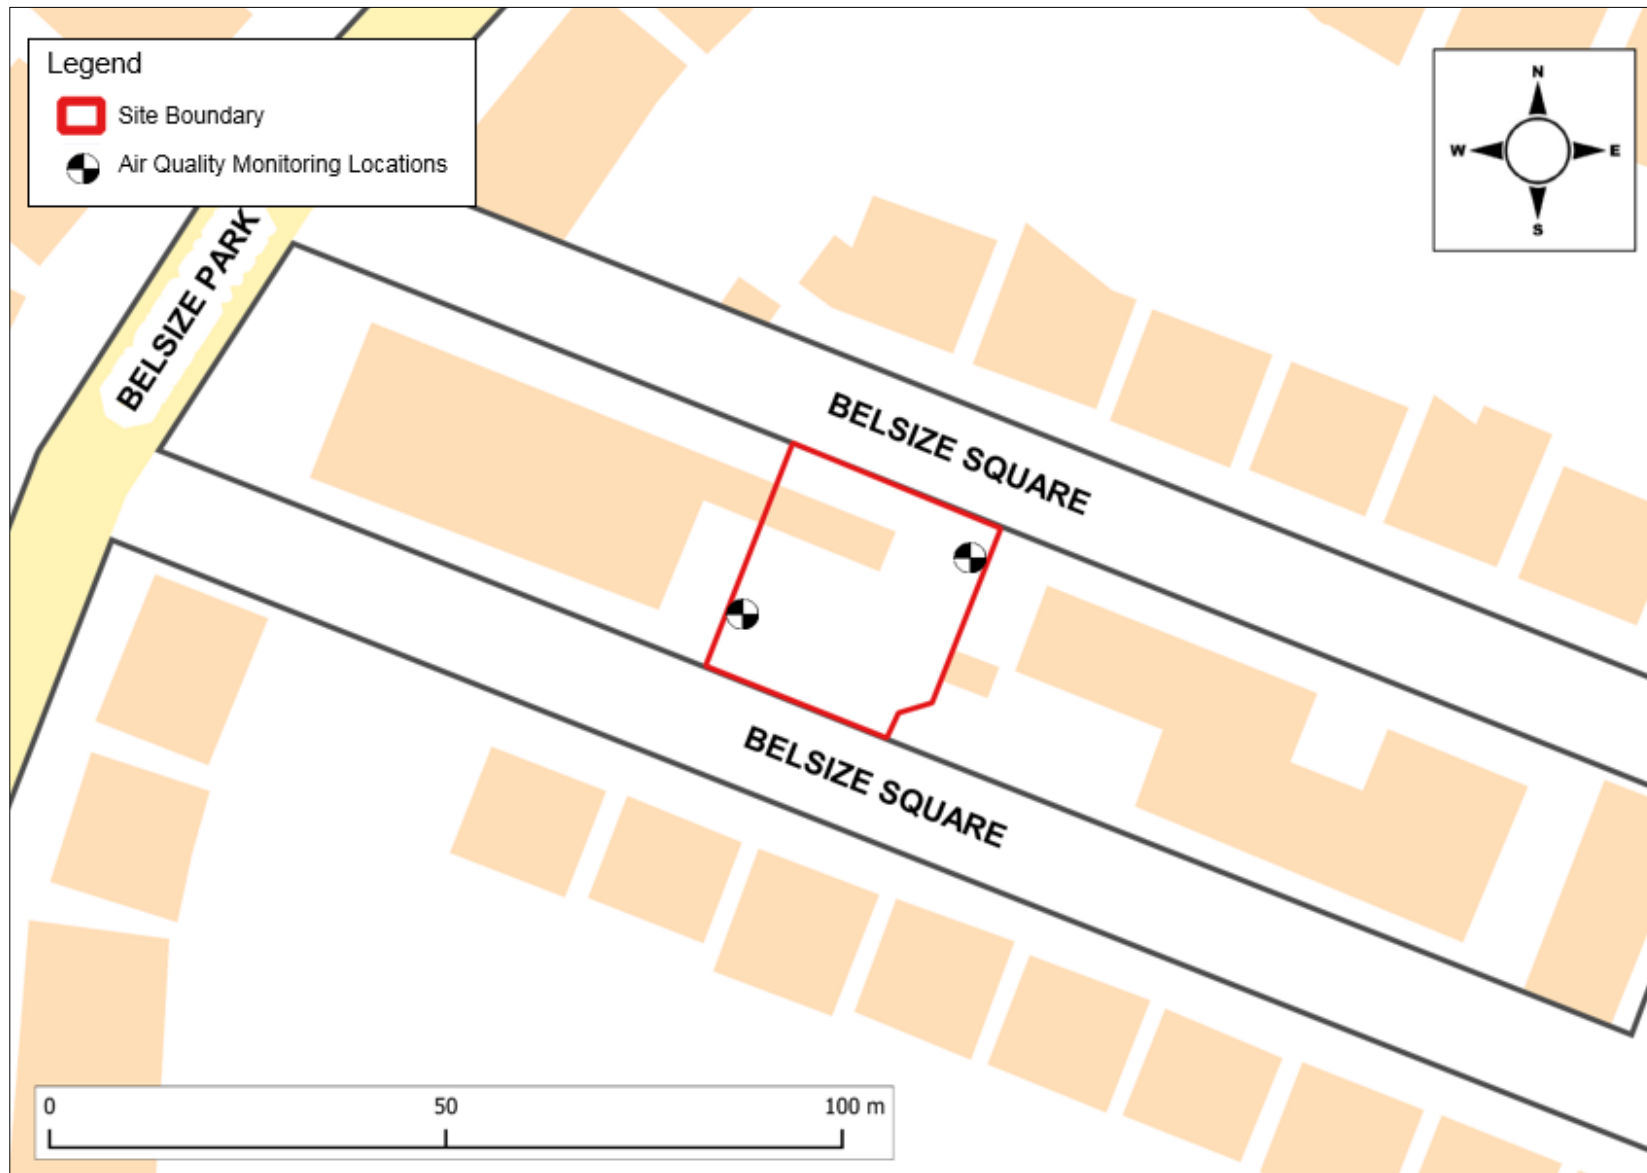 Legend
Site Boundary
Air Quality Monitoring Locations
N
W
E
S
BELSIZE PARK
BELSIZE SQUARE
BELSIZE SQUARE
0 50 100 m